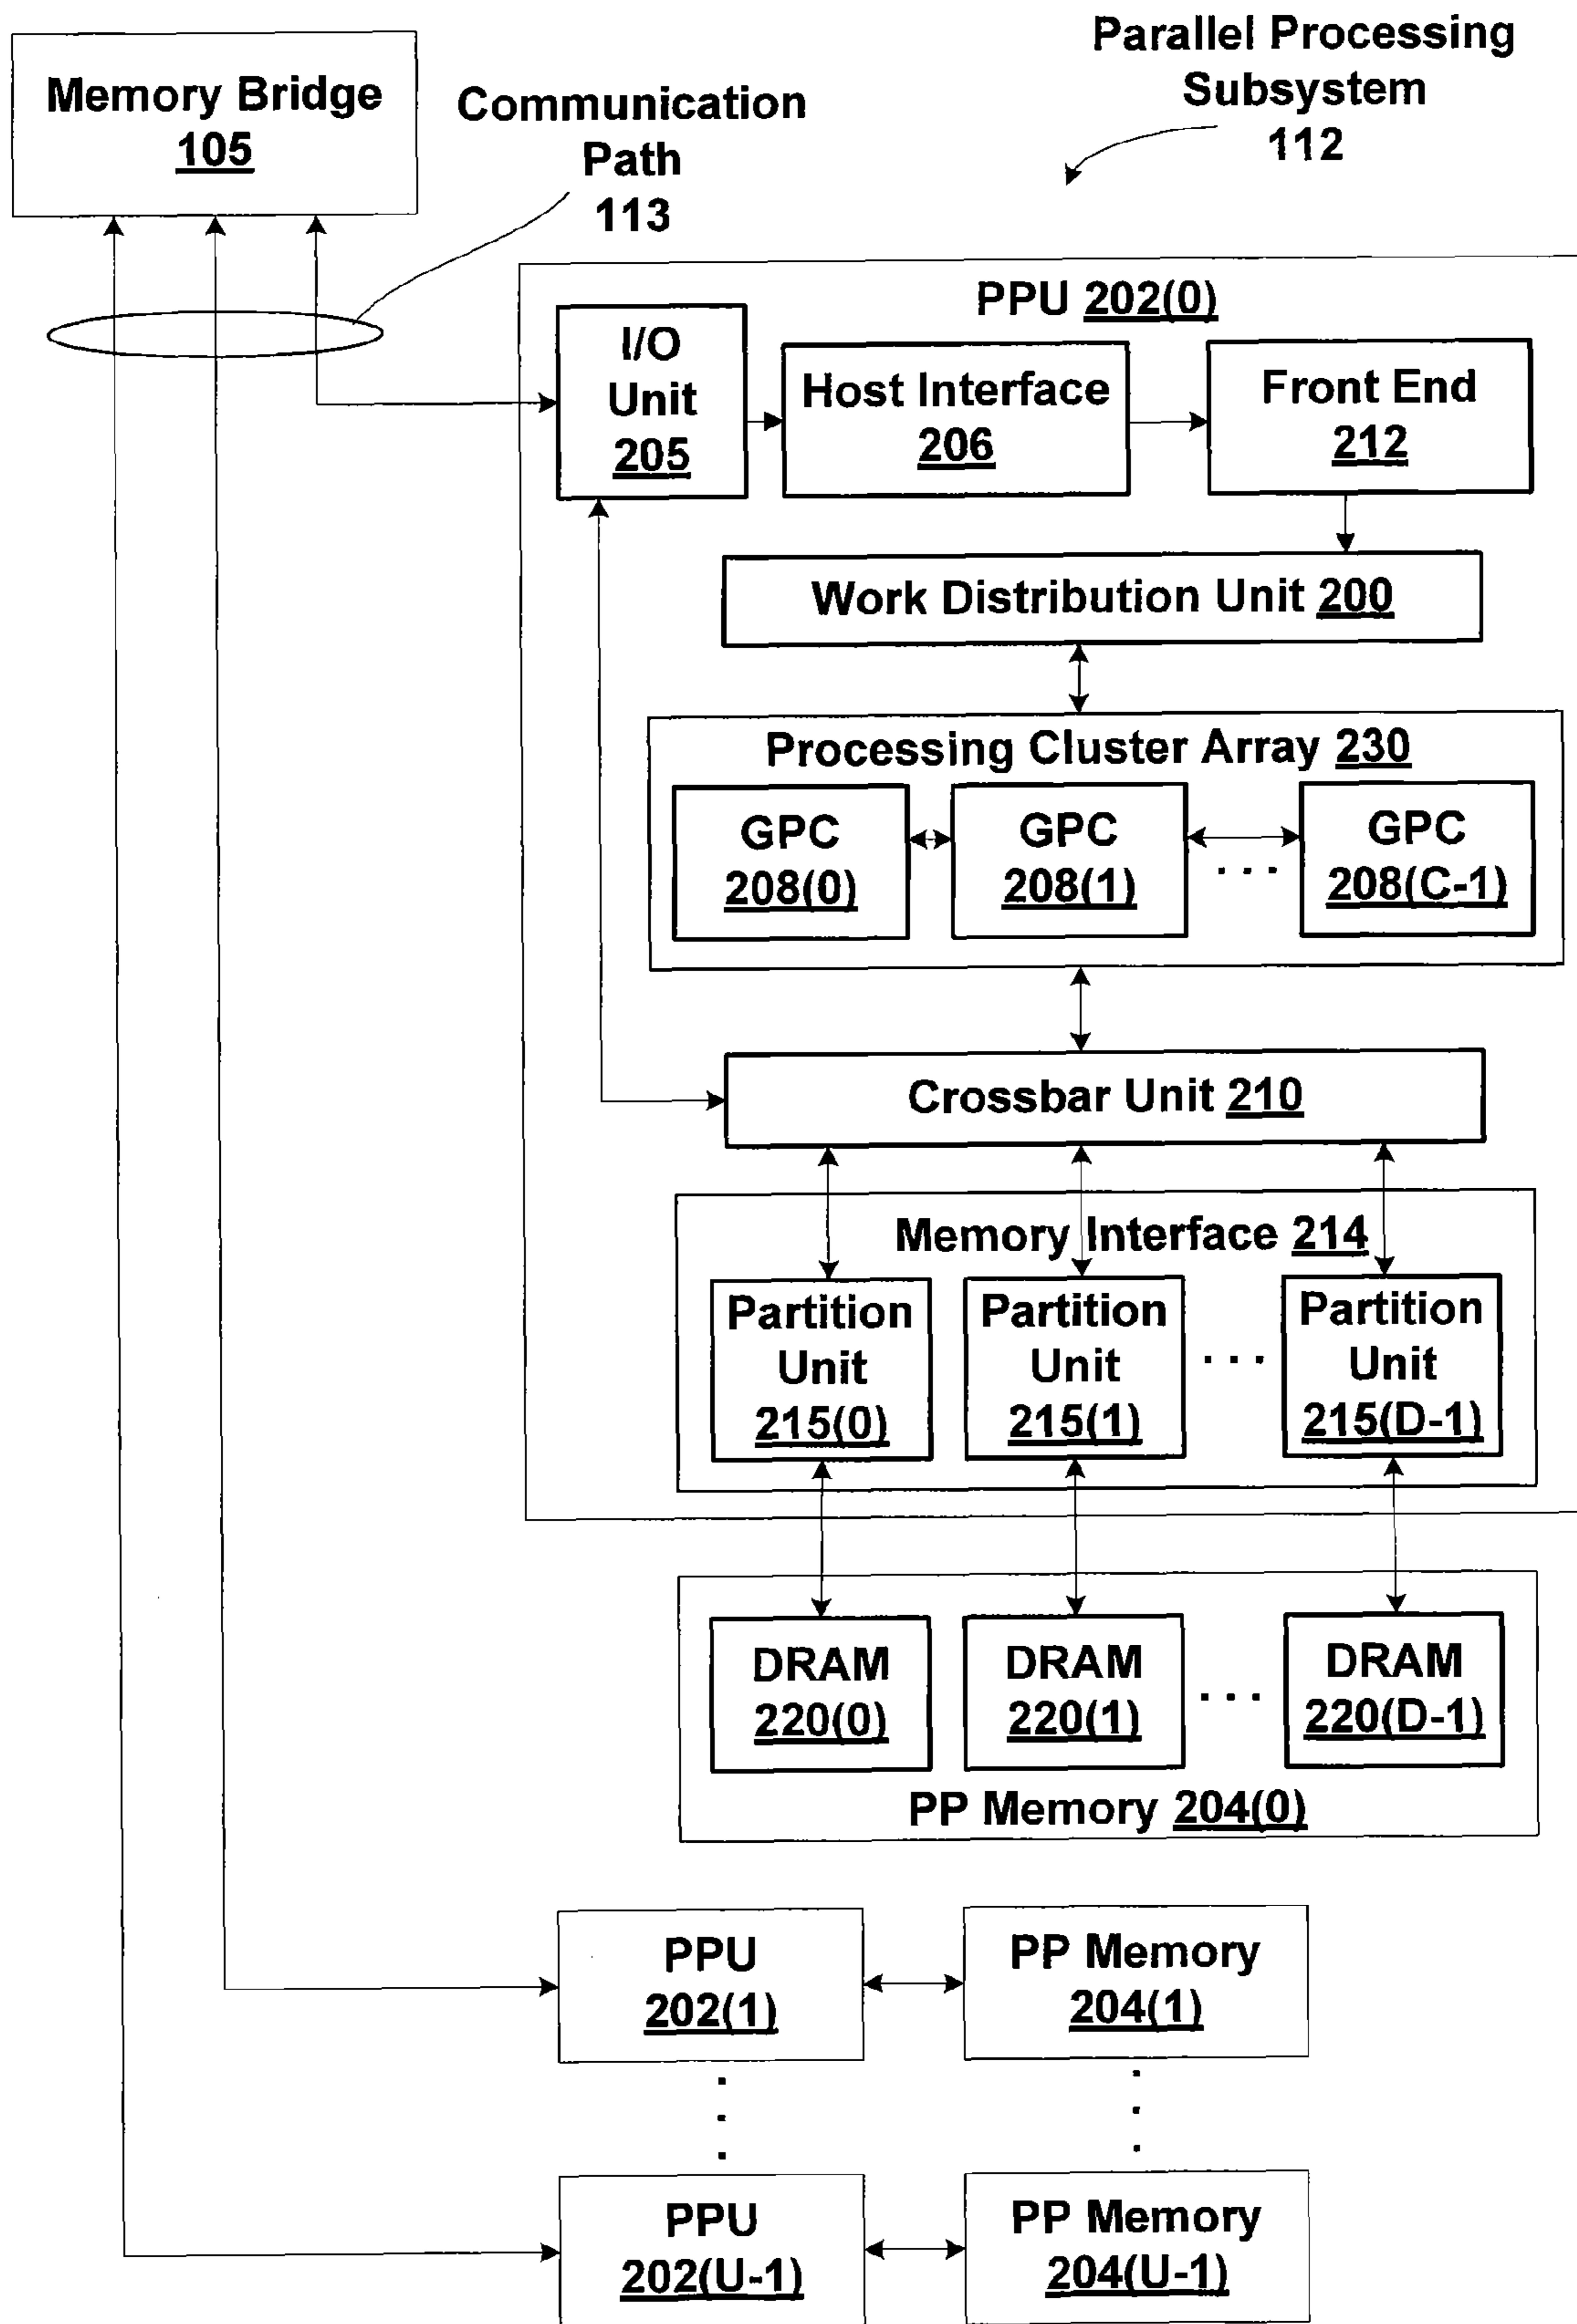 Parallel Processing
Subsystem
112
Memory Bridge
105
Communication
Path
113
PPU 202(0)
I/O
Unit
205
Host Interface
206
Front End
212
Work Distribution Unit 200
Processing Cluster Array 230
GPC
208(0)
GPC
208(1)
. . .
GPC
208(C-1)
Crossbar Unit 210
Memory Interface 214
Partition
Unit
215(0)
Partition
Unit
215(1)
. . .
Partition
Unit
215(D-1)
DRAM
220(0)
DRAM
220(1)
. . .
DRAM
220(D-1)
PP Memory 204(0)
PPU
202(1)
PP Memory
204(1)
PPU
202(U-1)
PP Memory
204(U-1)